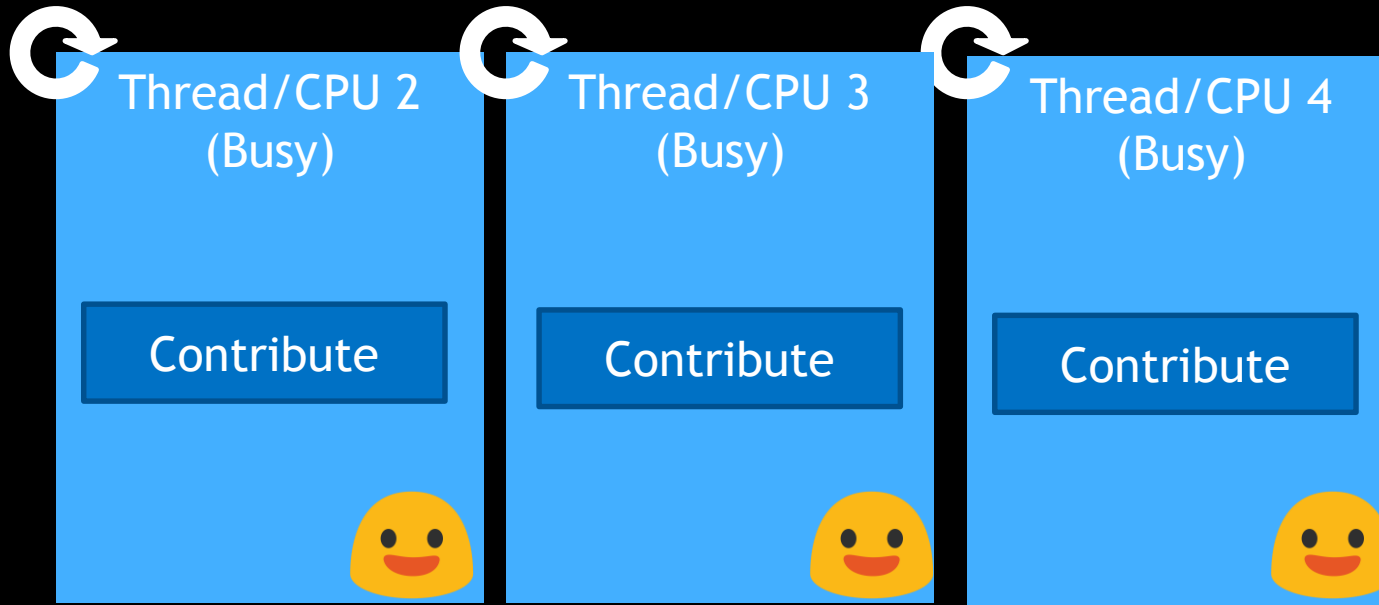 Thread/CPU 2
(Busy)
Contribute
Thread/CPU 3
(Busy)
Contribute
Thread/CPU 4
(Busy)
Contribute